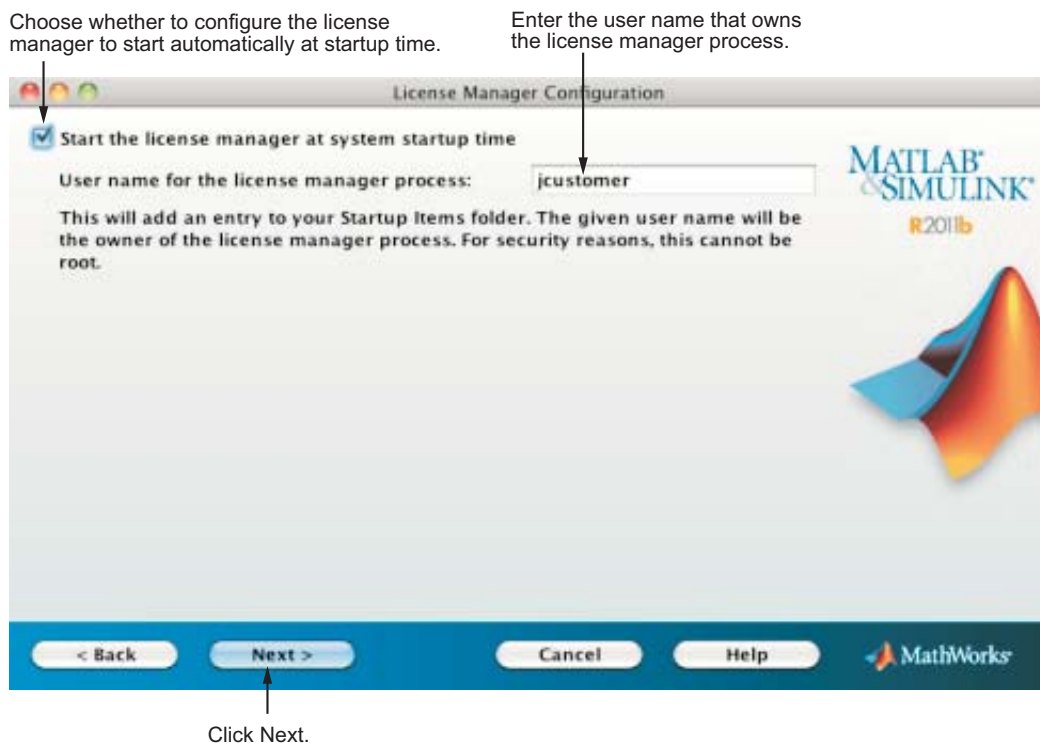 Choose whether to configure the license
manager to start automatically at startup time.
Enter the user name that owns
the license manager process.
License Manager Configuration
Start the license manager at system startup time
User name for the license manager process:
jcustomer
This will add an entry to your Startup Items folder. The given user name will be
the owner of the license manager process. For security reasons, this cannot be
root.
MATLAB®
&SIMULINK®
R2011b
< Back
Next >
Cancel
Help
MathWorks®
Click Next.